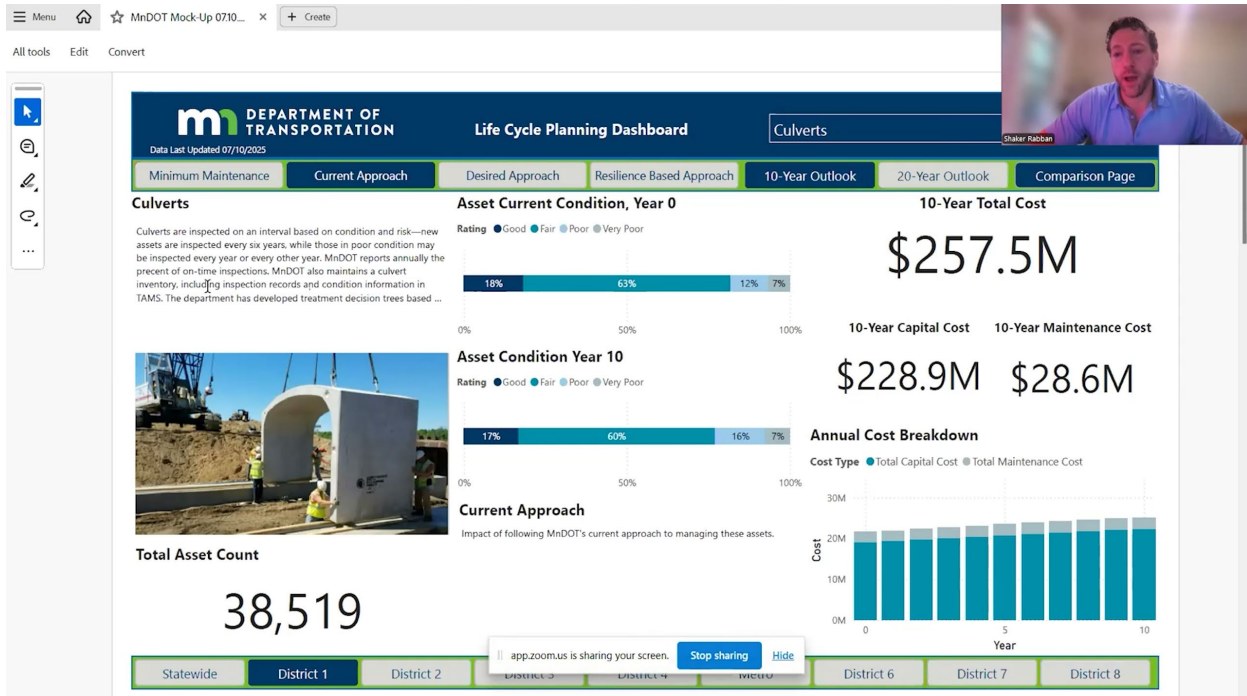 Menu
MnDOT Mock-Up 07.10....
Create
All tools
Edit
Convert
Shaker Rabban
mn DEPARTMENT OF
TRANSPORTATION
Data Last Updated 07/10/2025
Life Cycle Planning Dashboard
Culverts
Minimum Maintenance
Current Approach
Desired Approach
Resilience Based Approach
10-Year Outlook
20-Year Outlook
Comparison Page
Culverts
Culverts are inspected on an interval based on condition and risk—new
assets are inspected every six years, while those in poor condition may
be inspected every year or every other year. MnDOT reports annually the
precent of on-time inspections. MnDOT also maintains a culvert
inventory, including inspection records and condition information in
TAMS. The department has developed treatment decision trees based ...
Total Asset Count
38,519
Asset Current Condition, Year 0
Rating Good Fair Poor Very Poor
18% 63% 12% 7%
0% 50% 100%
Asset Condition Year 10
Rating Good Fair Poor Very Poor
17% 60% 16% 7%
0% 50% 100%
Current Approach
Impact of following MnDOT's current approach to managing these assets.
10-Year Total Cost
$257.5M
10-Year Capital Cost
$228.9M
10-Year Maintenance Cost
$28.6M
Annual Cost Breakdown
Cost Type Total Capital Cost Total Maintenance Cost
Cost
30M
20M
10M
0M
0 5 10
Year
app.zoom.us is sharing your screen.
Stop sharing
Hide
Statewide
District 1
District 2
District 3
District 4
Metro
District 6
District 7
District 8